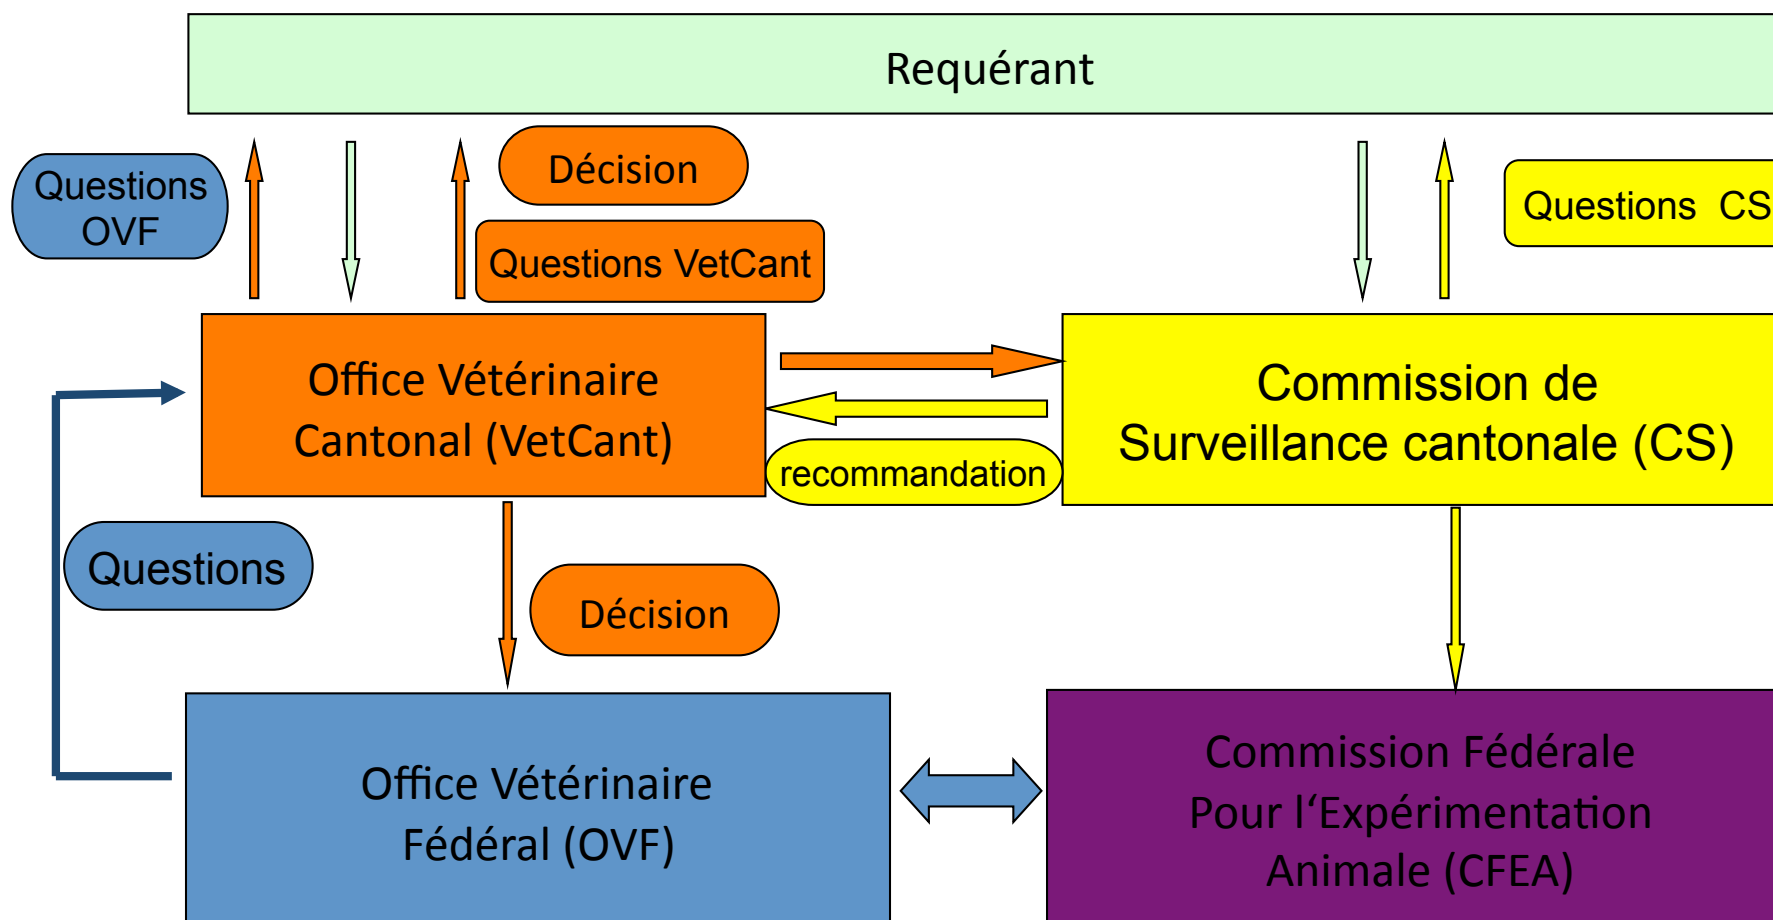 Requérant
Questions
OVF
Décision
Questions VetCant
Questions CS
Office Vétérinaire
Cantonal (VetCant)
Commission de
Surveillance cantonale (CS)
recommandation
Questions
Décision
Office Vétérinaire
Fédéral (OVF)
Commission Fédérale
Pour l‘Expérimentation
Animale (CFEA)